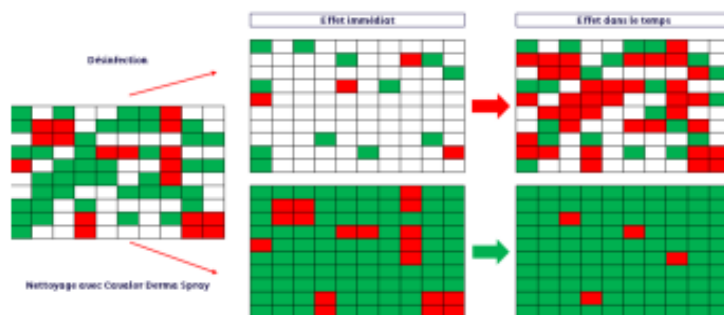 Effet immédiat
Effet dans le temps
Désinfection
Nettoyage avec Cavalor Derma Spray